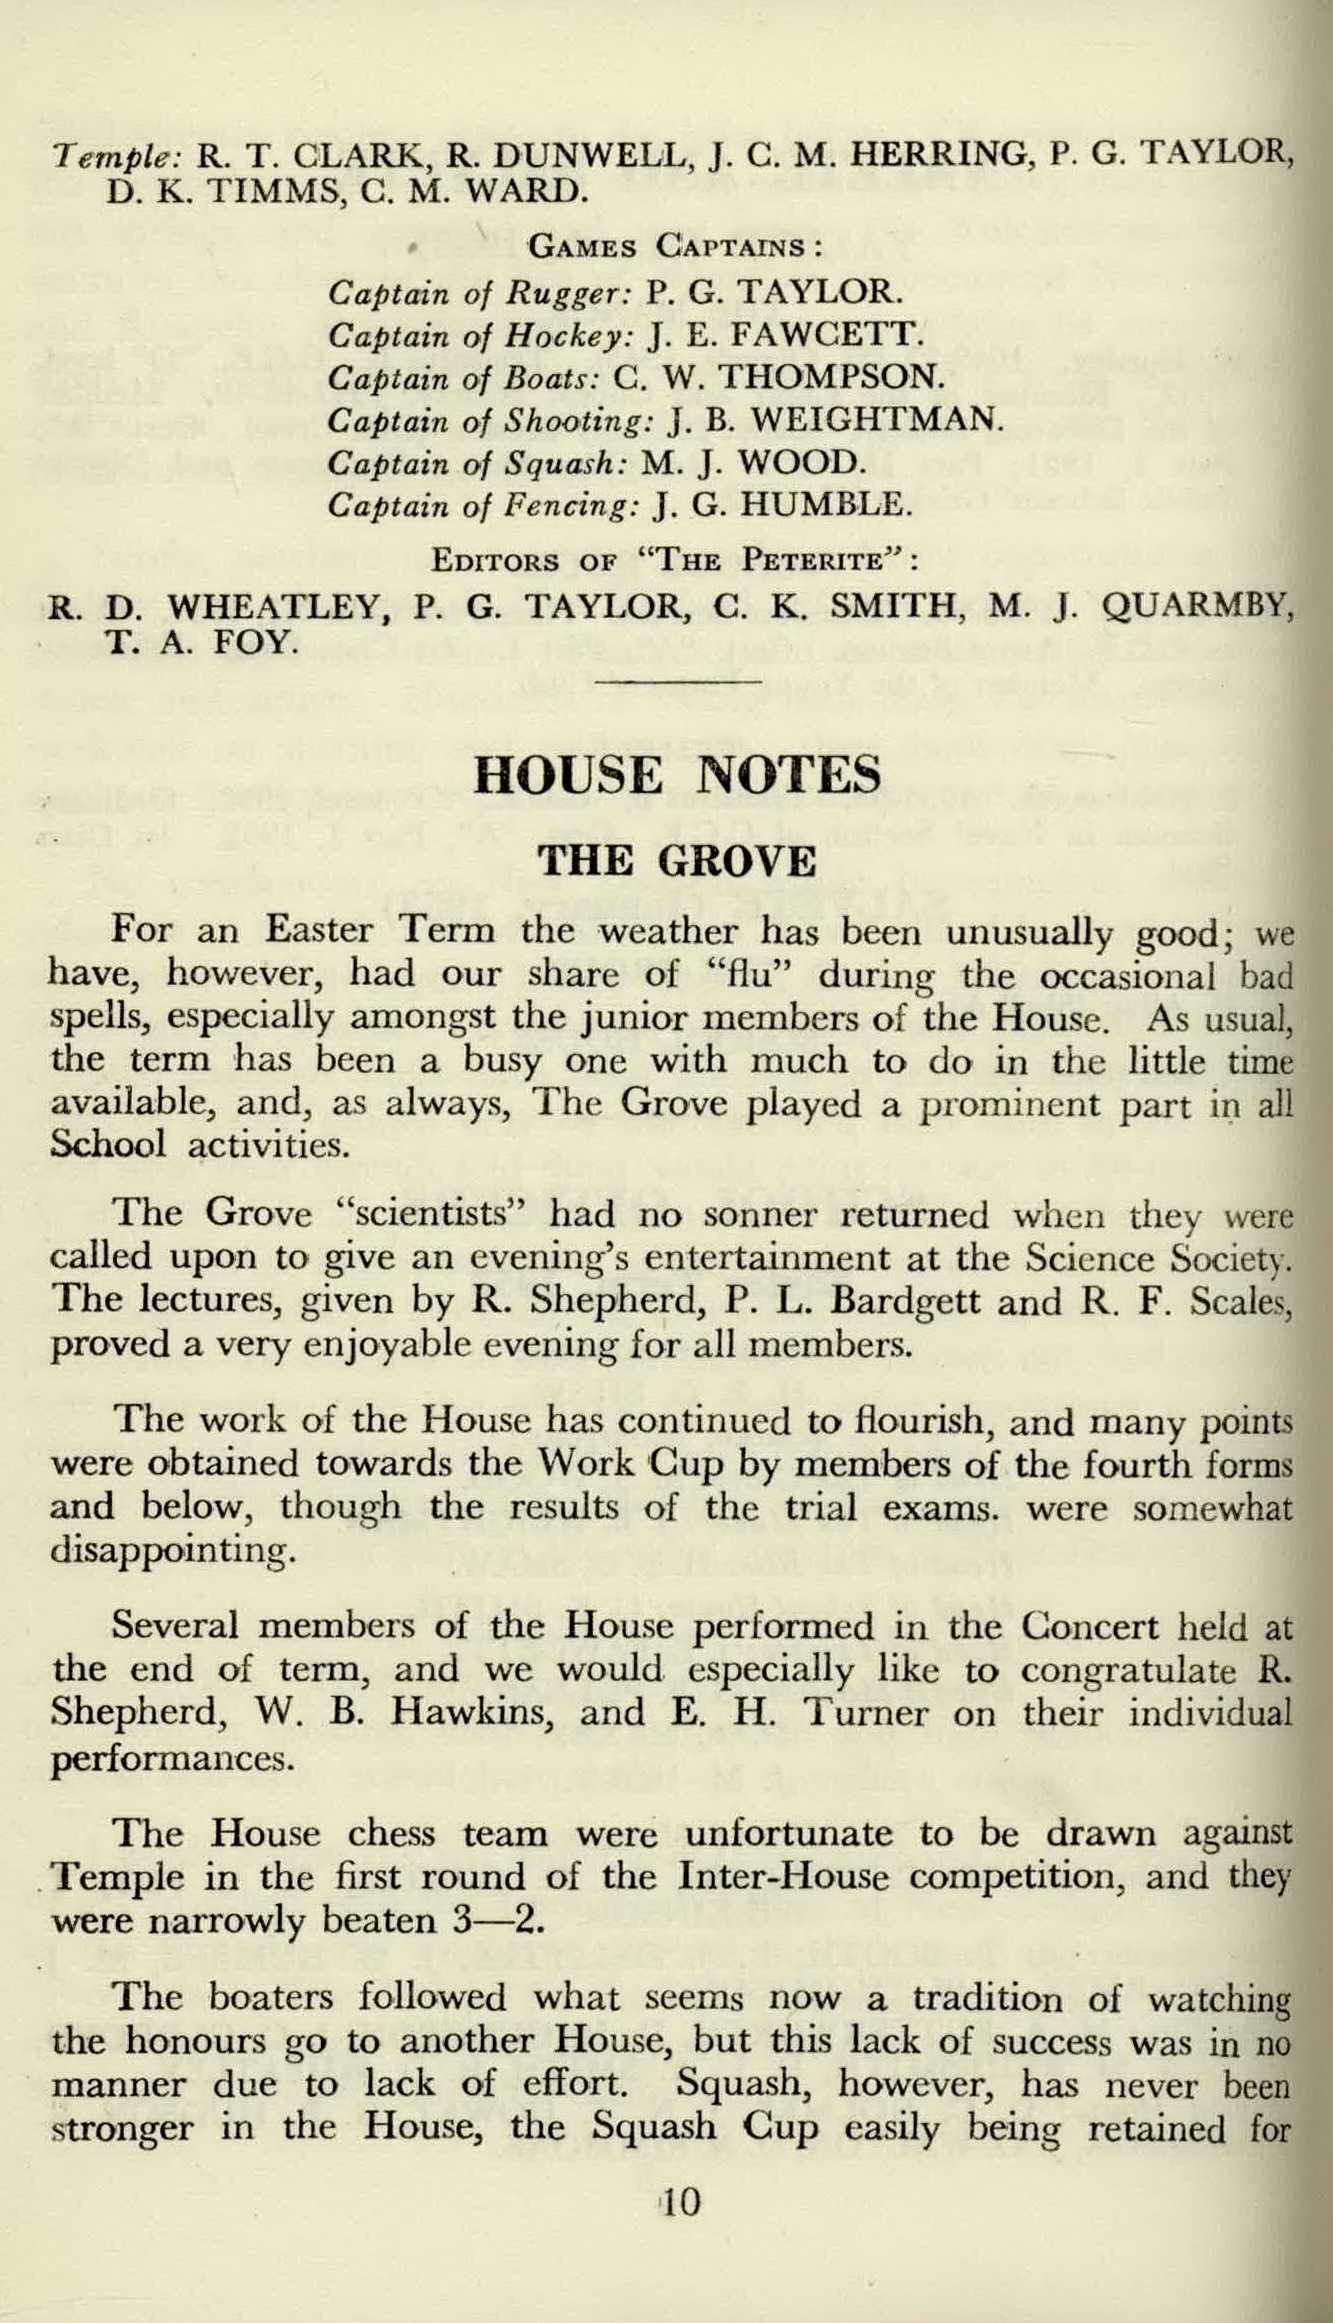 Temple: R. T. CLARK, R. DUNWELL, J. C. M. HERRING, P. G. TAYLOR,
D. K. TIMMS, C. M. WARD.
GAMES CAPTAINS:
Captain of Rugger: P. G. TAYLOR.
Captain of Hockey: J. E. FAWCETT.
Captain of Boats: C. W. THOMPSON.
Captain of Shooting: J. B. WEIGHTMAN.
Captain of Squash: M. J. WOOD.
Captain of Fencing: J. G. HUMBLE.
EDITORS OF "THE PETERITE":
R. D. WHEATLEY, P. G. TAYLOR, C. K. SMITH, M. J. QUARMBY,
T. A. FOY.
HOUSE NOTES
THE GROVE
For an Easter Term the weather has been unusually good; we
have, however, had our share of "flu" during the occasional bad
spells, especially amongst the junior members of the House. As usual,
the term has been a busy one with much to do in the little time
available, and, as always, The Grove played a prominent part in all
School activities.
The Grove "scientists" had no sonner returned when they were
called upon to give an evening's entertainment at the Science Society.
The lectures, given by R. Shepherd, P. L. Bardgett and R. F. Scales,
proved a very enjoyable evening for all members.
The work of the House has continued to flourish, and many points
were obtained towards the Work Cup by members of the fourth forms
and below, though the results of the trial exams. were somewhat
disappointing.
Several members of the House performed in the Concert held at
the end of term, and we would especially like to congratulate R.
Shepherd, W. B. Hawkins, and E. H. Turner on their individual
performances.
The House chess team were unfortunate to be drawn against
Temple in the first round of the Inter-House competition, and they
were narrowly beaten 3—2.
The boaters followed what seems now a tradition of watching
the honours go to another House, but this lack of success was in no
manner due to lack of effort. Squash, however, has never been
stronger in the House, the Squash Cup easily being retained for
10